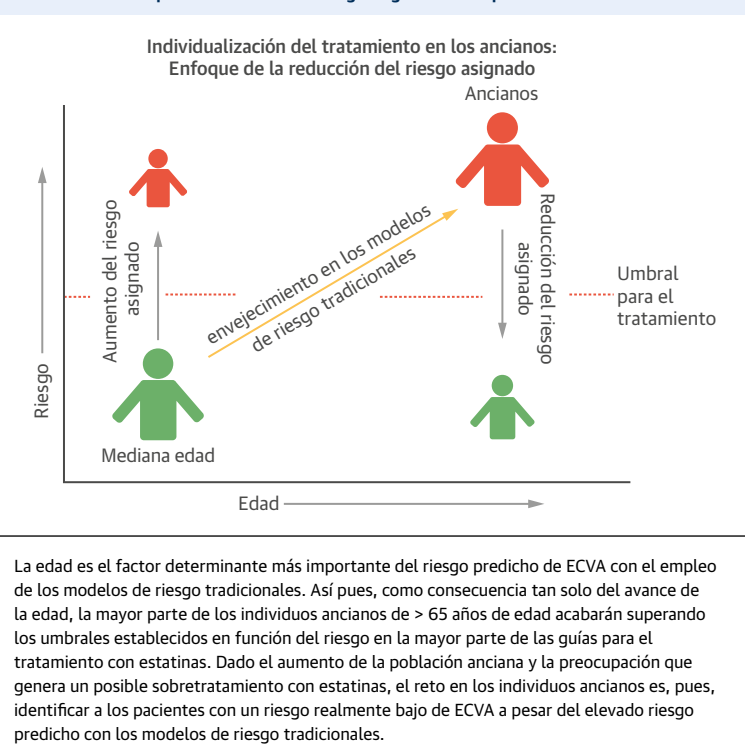 Individualización del tratamiento en los ancianos:
Enfoque de la reducción del riesgo asignado
Ancianos
Aumento del riesgo
asignado
envejecimiento en los modelos
de riesgo tradicionales
Reducción del riesgo
asignado
Umbral
para el
tratamiento
Riesgo
Mediana edad
Edad
La edad es el factor determinante más importante del riesgo predicho de ECVA con el empleo
de los modelos de riesgo tradicionales. Así pues, como consecuencia tan solo del avance de
la edad, la mayor parte de los individuos ancianos de > 65 años de edad acabarán superando
los umbrales establecidos en función del riesgo en la mayor parte de las guías para el
tratamiento con estatinas. Dado el aumento de la población anciana y la preocupación que
genera un posible sobretratamiento con estatinas, el reto en los individuos ancianos es, pues,
identificar a los pacientes con un riesgo realmente bajo de ECVA a pesar del elevado riesgo
predicho con los modelos de riesgo tradicionales.